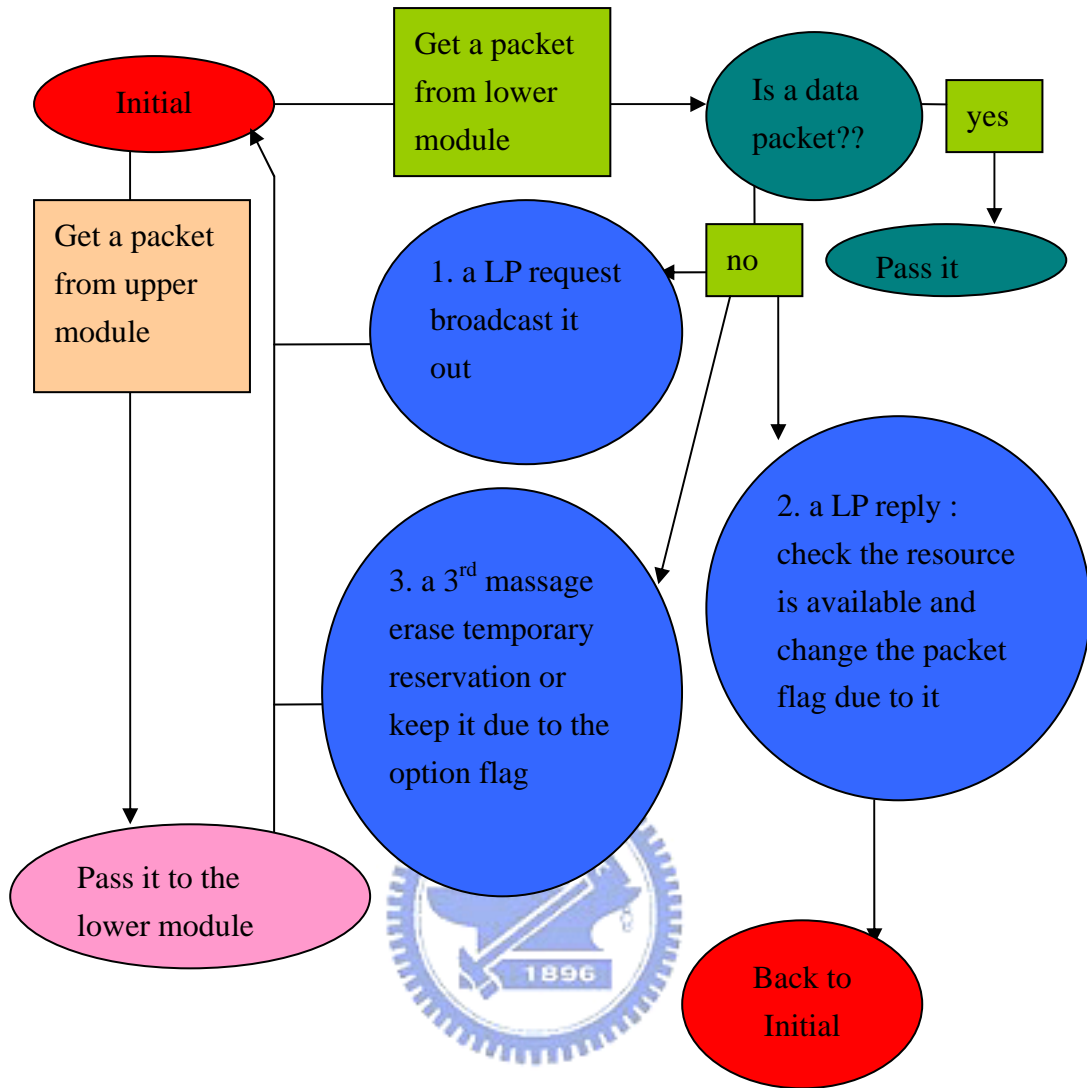 Initial
Get a packet
from lower
module
Is a data
packet??
yes
Pass it
Get a packet
from upper
module
no
1. a LP request
broadcast it
out
2. a LP reply :
check the resource
is available and
change the packet
flag due to it
3. a 3rd massage
erase temporary
reservation or
keep it due to the
option flag
Pass it to the
lower module
1896
Back to
Initial